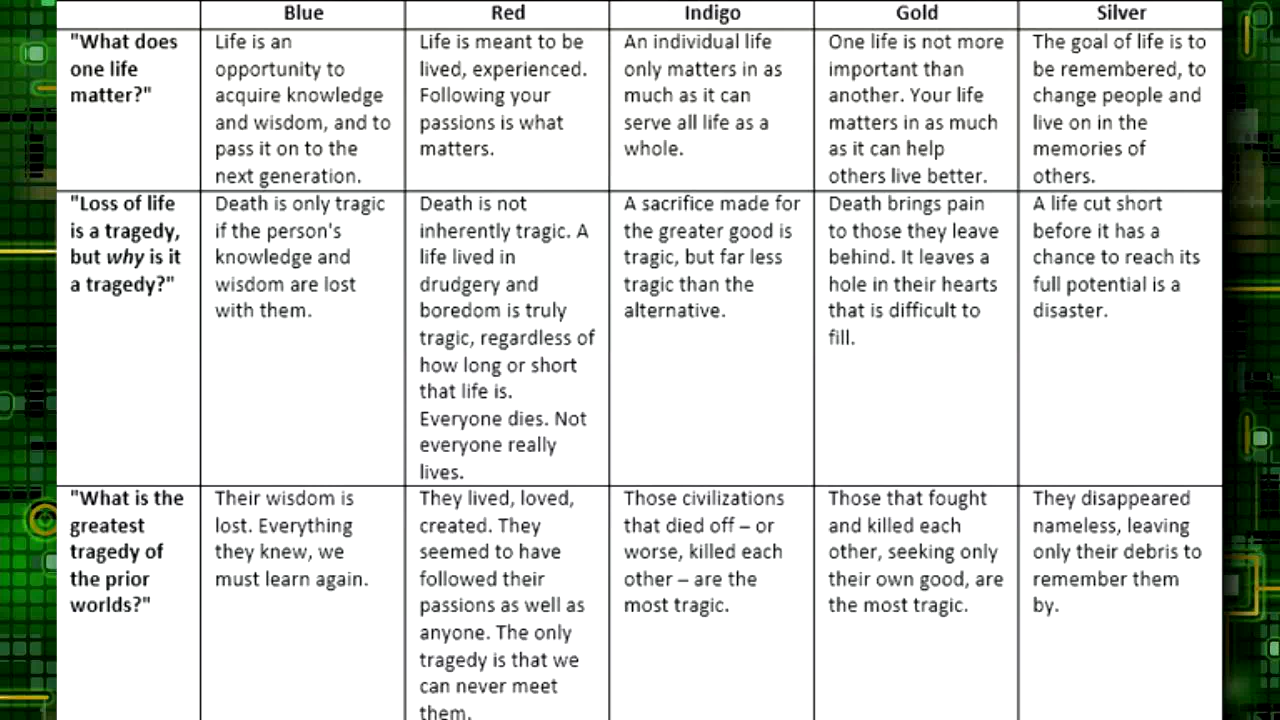 Blue Red Indigo Gold Silver
"What does
one life
matter?"
Life is an
opportunity to
acquire knowledge
and wisdom, and to
pass it on to the
next generation.
Life is meant to be
lived, experienced.
Following your
passions is what
matters.
An individual life
only matters in as
much as it can
serve all life as a
whole.
One life is not more
important than
another. Your life
matters in as much
as it can help
others live better.
The goal of life is to
be remembered, to
change people and
live on in the
memories of
others.
"Loss of life
is a tragedy,
but why is it
a tragedy?"
Death is only tragic
if the person's
knowledge and
wisdom are lost
with them.
Death is not
inherently tragic. A
life lived in
drudgery and
boredom is truly
tragic, regardless of
how long or short
that life is.
Everyone dies. Not
everyone really
lives.
A sacrifice made for
the greater good is
tragic, but far less
tragic than the
alternative.
Death brings pain
to those they leave
behind. It leaves a
hole in their hearts
that is difficult to
fill.
A life cut short
before it has a
chance to reach its
full potential is a
disaster.
"What is the
greatest
tragedy of
the prior
worlds?"
Their wisdom is
lost. Everything
they knew, we
must learn again.
They lived, loved,
created. They
seemed to have
followed their
passions as well as
anyone. The only
tragedy is that we
can never meet
them.
Those civilizations
that died off – or
worse, killed each
other – are the
most tragic.
Those that fought
and killed each
other, seeking only
their own good, are
the most tragic.
They disappeared
nameless, leaving
only their debris to
remember them
by.